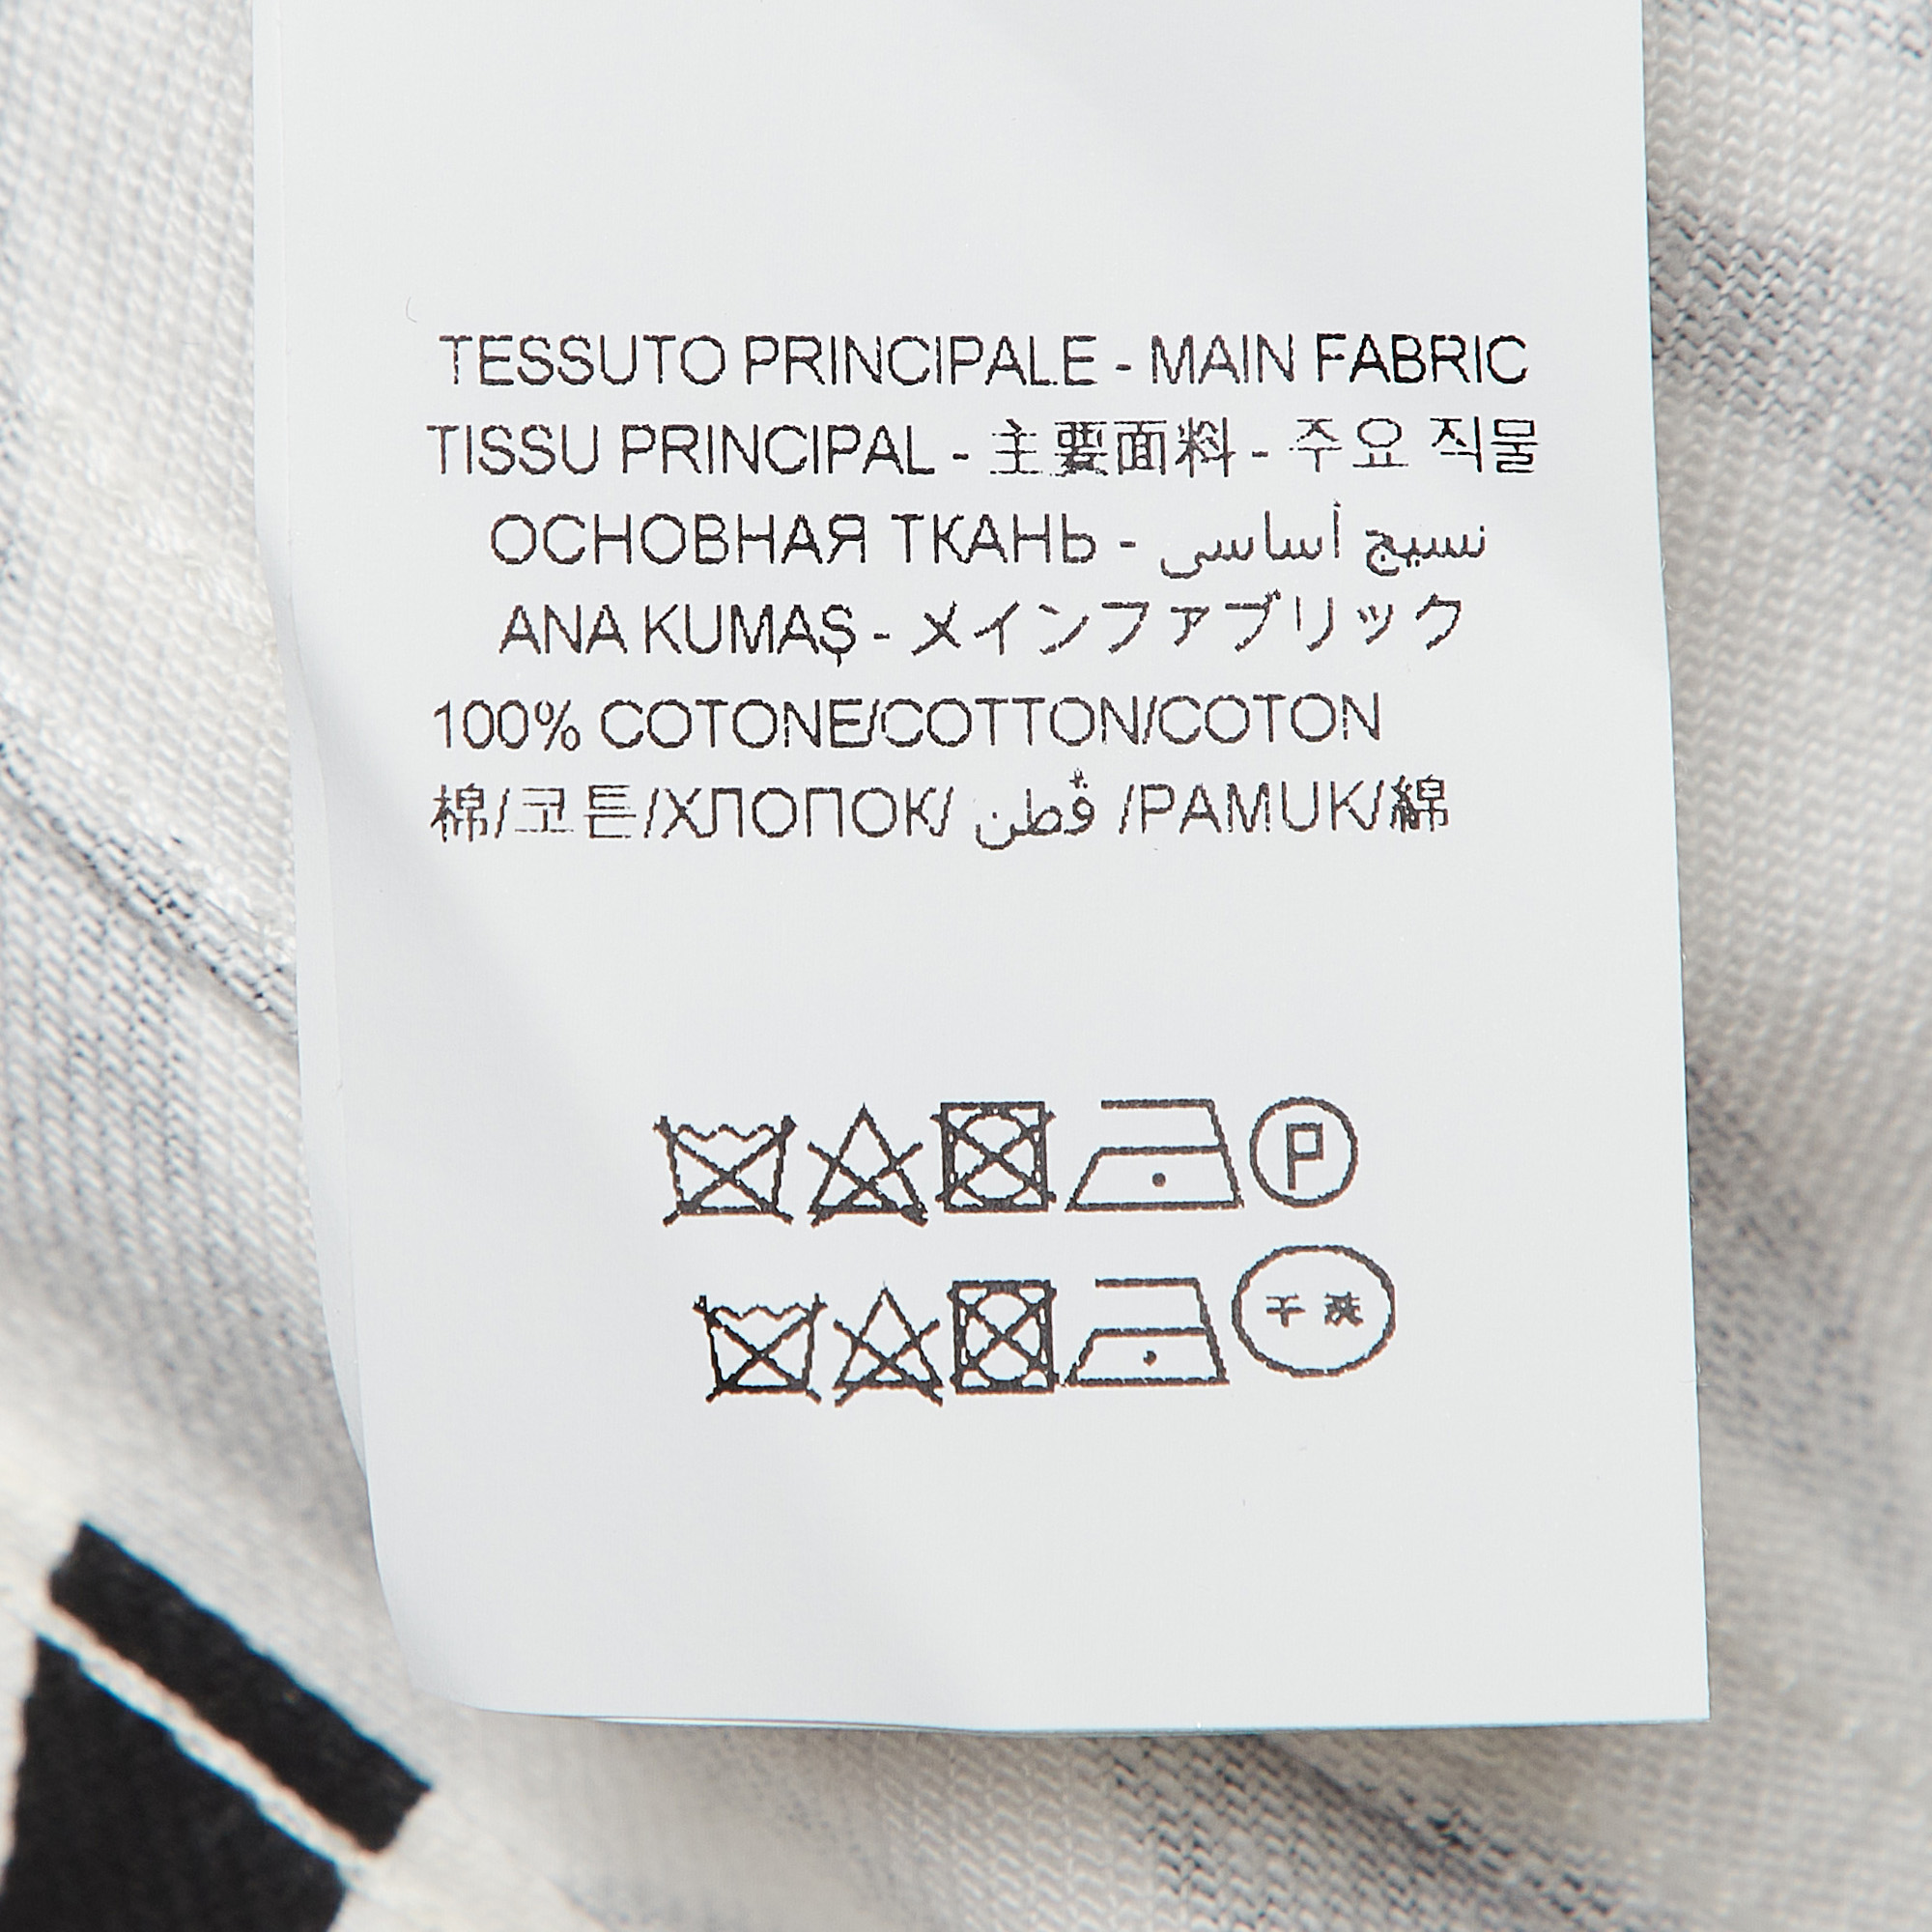 TESSUTO PRINCIPALE - MAIN FABRIC
TISSU PRINCIPAL - 主要面料 - 주요 직물
ОСНОВНАЯ ТКАНЬ - نسيج أساسي
ANA KUMAŞ - メインファブリック
100% COTONE/COTTON/COTON
棉/코튼/ХЛОПОК/ قطن /PAMUK/綿
P